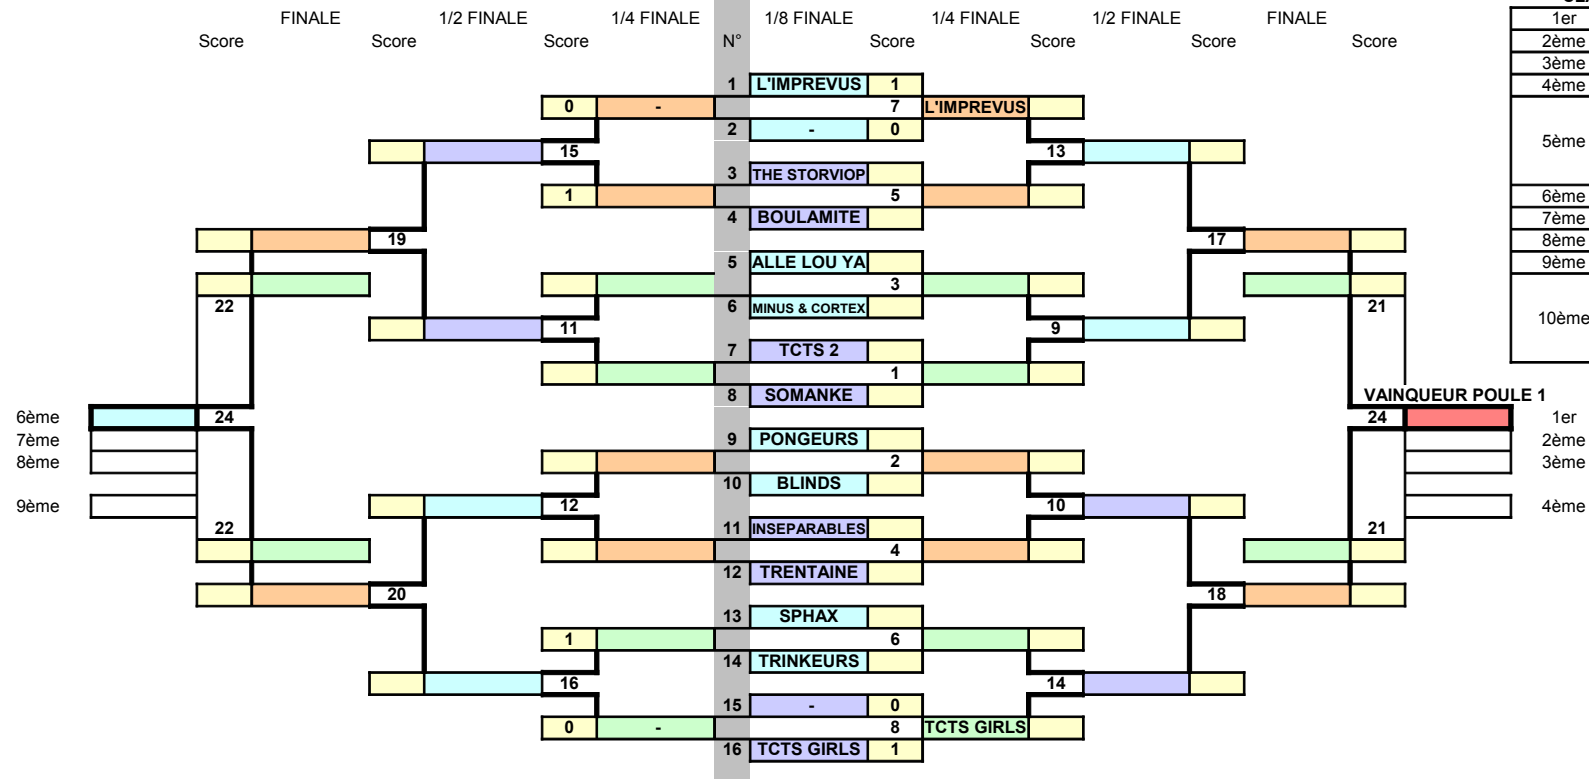 FINALE 1/2 FINALE 1/4 FINALE 1/8 FINALE 1/4 FINALE 1/2 FINALE FINALE 1er
Score Score Score N° Score Score Score Score 2ème
3ème
1 L'IMPREVUS 1 4ème
0 - 7 L'IMPREVUS
2 - 0
15 13 5ème
3 THE STORVIOP
1 5 6ème
4 BOULAMITE 7ème
19 17 8ème
5 ALLE LOU YA 9ème
3
22 6 MINUS & CORTEX 21
11 9 10ème
7 TCTS 2
1
8 SOMANKE VAINQUEUR POULE 1
6ème 24 24 1er
7ème 9 PONGEURS 2ème
8ème 2 3ème
10 BLINDS
9ème 12 10 4ème
22 11 INSEPARABLES 21
4
12 TRENTAINE
20 18
13 SPHAX
1 6
14 TRINKEURS
16 14
15 - 0
0 - 8 TCTS GIRLS
16 TCTS GIRLS 1